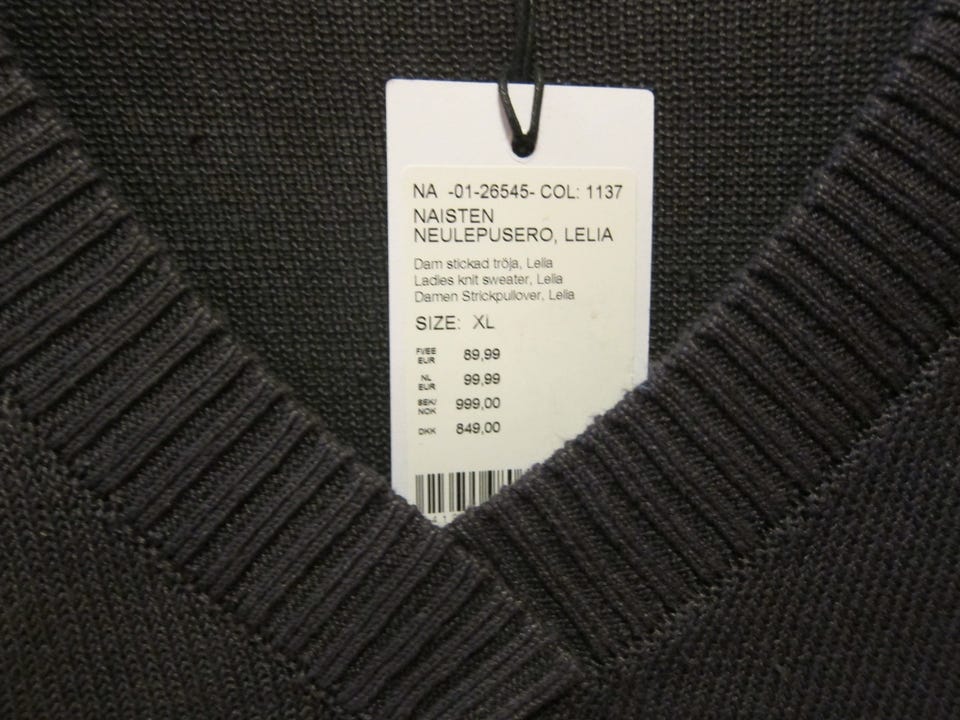 NA -01-26545- COL: 1137
NAISTEN
NEULEPUSERO, LELIA
Dam stickad tröja, Lelia
Ladies knit sweater, Lelia
Damen Strickpullover, Lelia
SIZE: XL
FI/EE
EUR 89,99
NL
EUR 99,99
SEK/
NOK 999,00
DKK 849,00